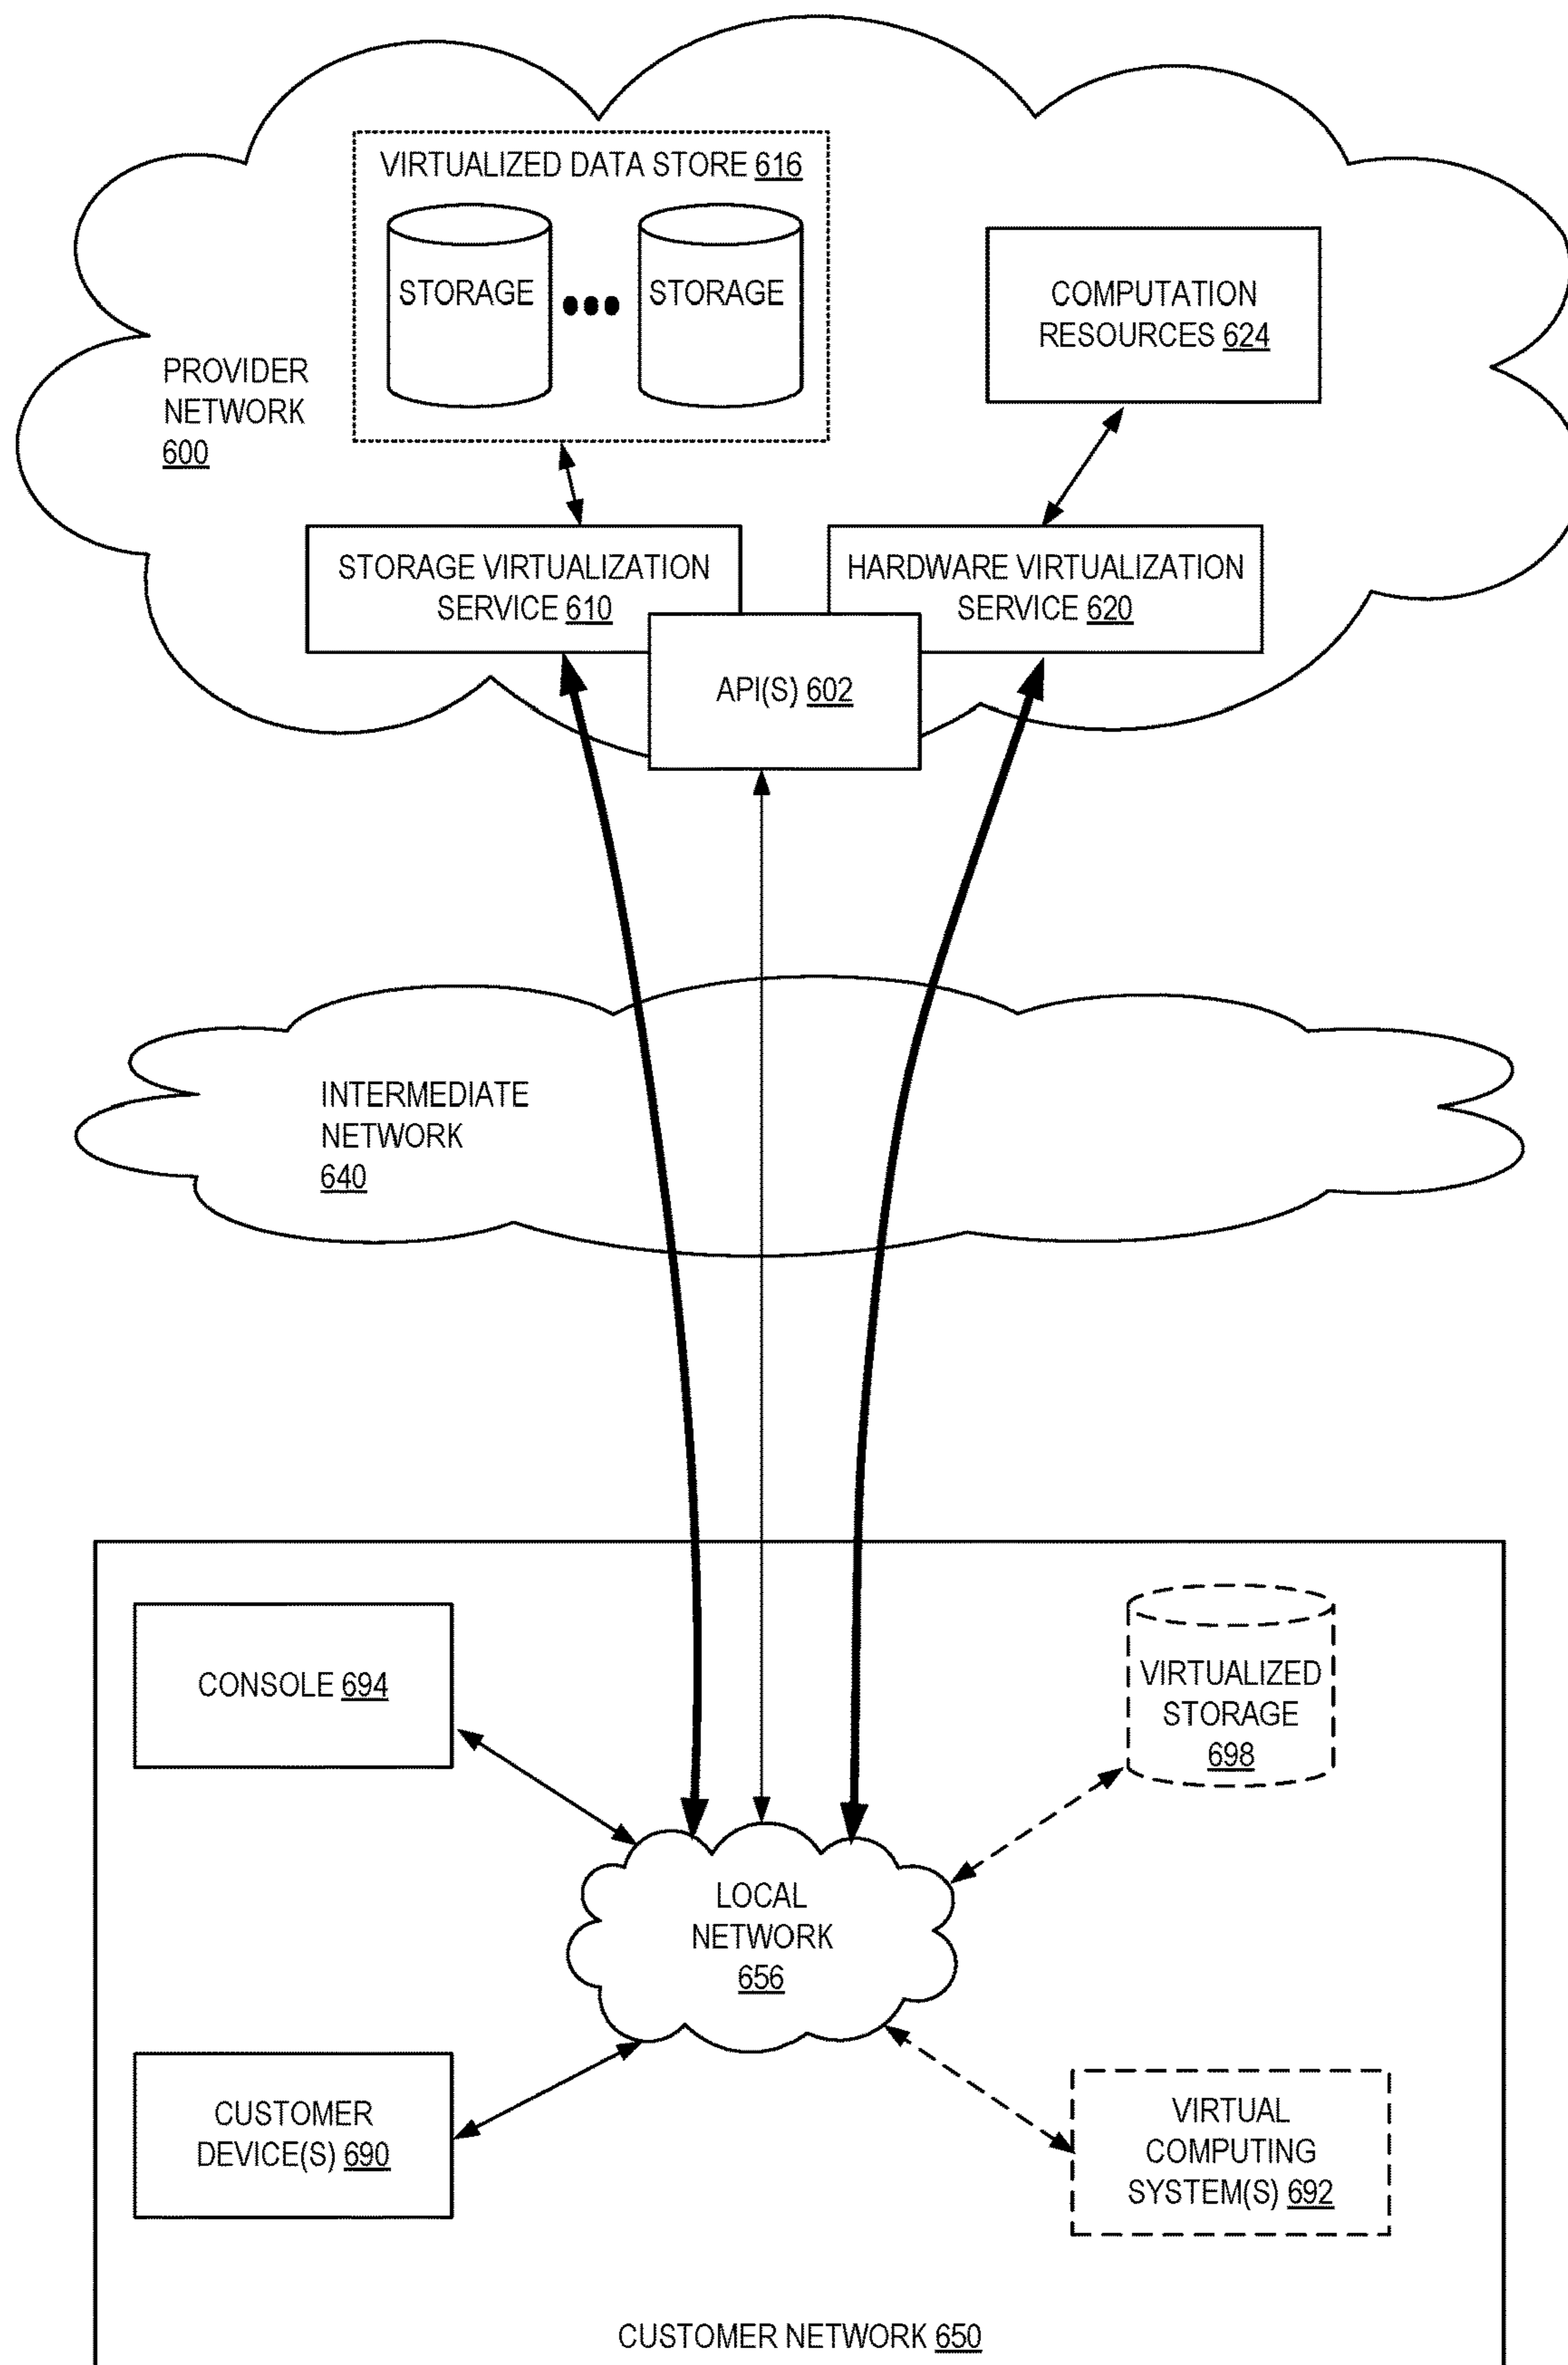 VIRTUALIZED DATA STORE 616
STORAGE
STORAGE
COMPUTATION
RESOURCES 624
PROVIDER
NETWORK
600
STORAGE VIRTUALIZATION
SERVICE 610
HARDWARE VIRTUALIZATION
SERVICE 620
API(S) 602
INTERMEDIATE
NETWORK
640
CONSOLE 694
VIRTUALIZED
STORAGE
698
LOCAL
NETWORK
656
CUSTOMER
DEVICE(S) 690
VIRTUAL
COMPUTING
SYSTEM(S) 692
CUSTOMER NETWORK 650